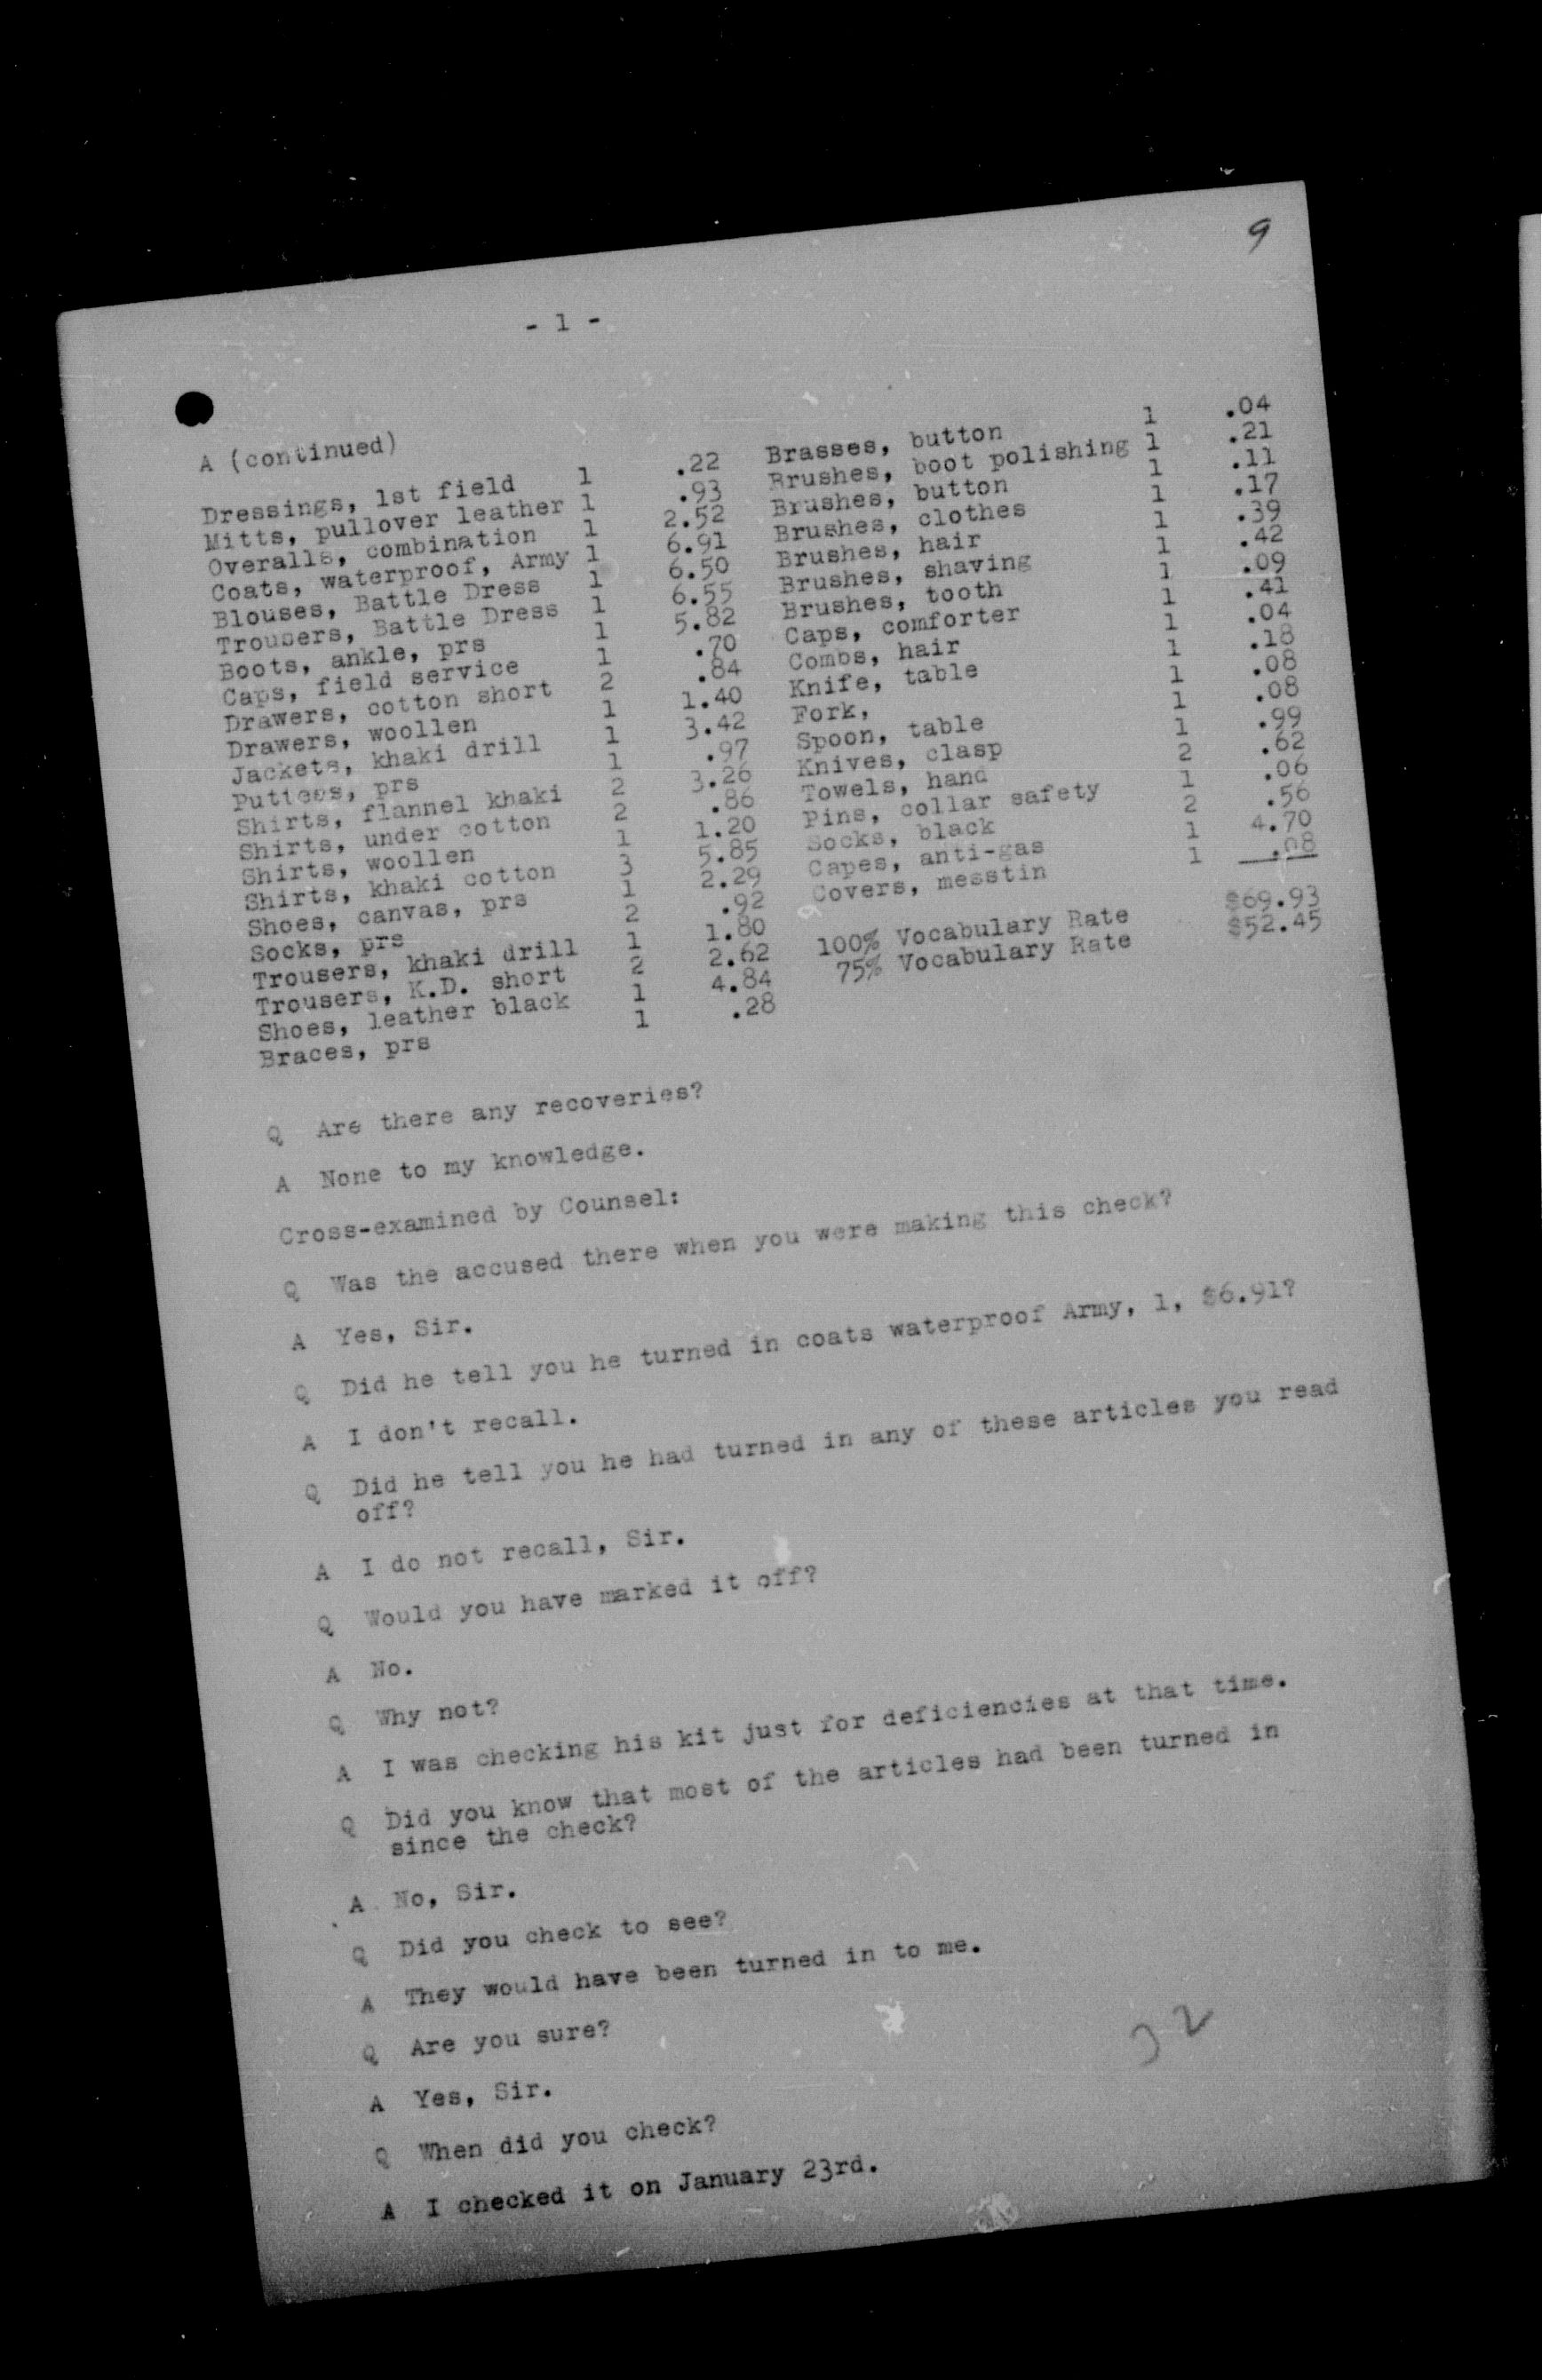 9
- 1 -
A (continued)
Dressings, 1st field 1 .22 Brasses, button 1 .04
Mitts, pullover leather 1 .93 Brushes, boot polishing 1 .21
Overalls, combination 1 2.52 Brushes, button 1 .11
Coats, waterproof, Army 1 6.91 Brushes, clothes 1 .17
Blouses, Battle Dress 1 6.50 Brushes, hair 1 .39
Trousers, Battle Dress 1 6.55 Brushes, shaving 1 .42
Boots, ankle, prs 1 5.82 Brushes, tooth 1 .09
Caps, field service 1 .70 Caps, comforter 1 .41
Drawers, cotton short 2 .84 Combs, hair 1 .04
Drawers, woollen 1 1.40 Knife, table 1 .18
Jackets, khaki drill 1 3.42 Fork, 1 .08
Puttees, prs 1 .97 Spoon, table 1 .08
Shirts, flannel khaki 2 3.26 Knives, clasp 1 .99
Shirts, under cotton 2 .86 Towels, hand 2 .62
Shirts, woollen 1 1.20 Pins, collar safety 1 .06
Shirts, khaki cotton 3 5.85 Socks, black 2 .56
Shoes, canvas, prs 1 2.29 Capes, anti-gas 1 4.70
Socks, prs 2 .92 Covers, messtin 1 .08
Trousers, khaki drill 1 1.80
Trousers, K.D. short 2 2.62 100% Vocabulary Rate $69.93
Shoes, leather black 1 4.84 75% Vocabulary Rate $52.45
Braces, prs 1 .28
Q Are there any recoveries?
A None to my knowledge.
Cross-examined by Counsel:
Q Was the accused there when you were making this check?
A Yes, Sir.
Q Did he tell you he turned in coats waterproof Army, 1, $6.91?
A I don't recall.
Q Did he tell you he had turned in any of these articles you read
off?
A I do not recall, Sir.
Q Would you have marked it off?
A No.
Q Why not?
A I was checking his kit just for deficiencies at that time.
Q Did you know that most of the articles had been turned in
since the check?
A No, Sir.
Q Did you check to see?
A They would have been turned in to me.
Q Are you sure?
A Yes, Sir.
Q When did you check?
A I checked it on January 23rd.